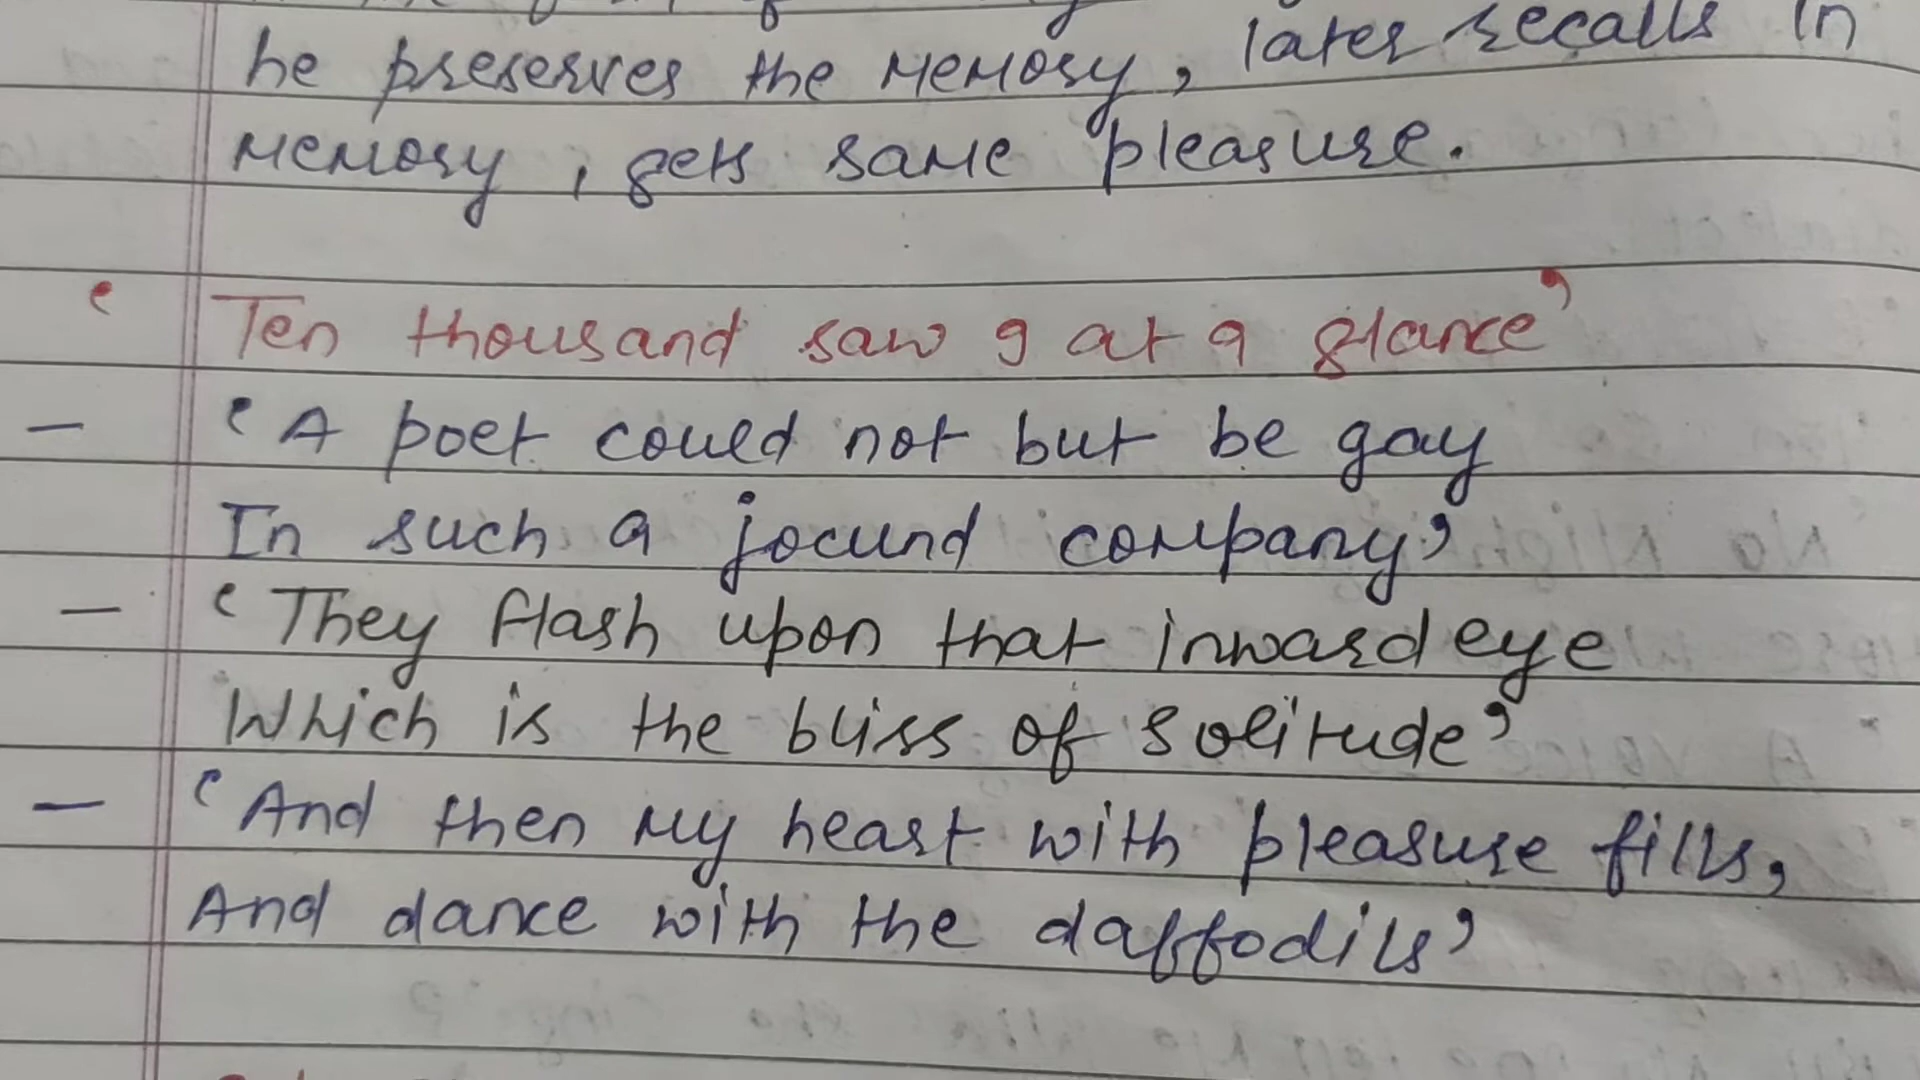 he preserves the memory, later recalls in
memory, gets same pleasure.
‘Ten thousand saw I at a glance’
– ‘A poet could not but be gay
In such a jocund company’
– ‘They flash upon that inward eye
Which is the bliss of solitude’
– ‘And then my heart with pleasure fills,
And dance with the daffodils’